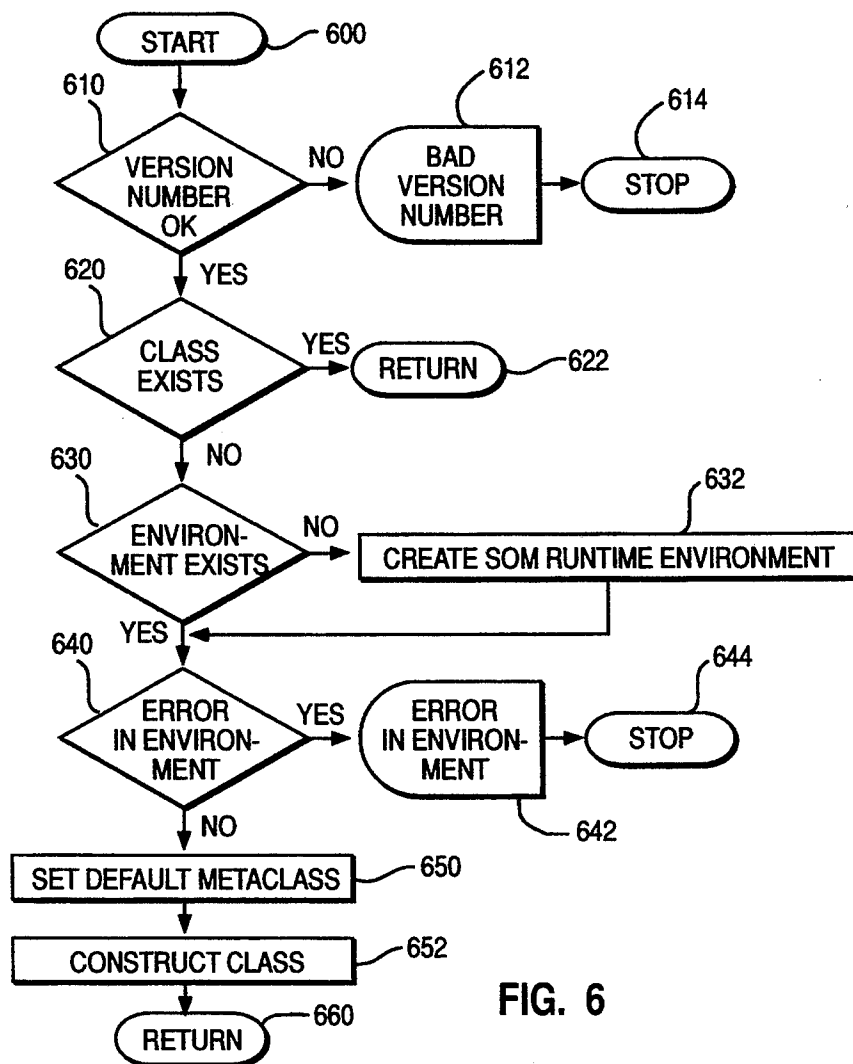 START
600
610
612
614
VERSION
NUMBER
OK
NO
BAD
VERSION
NUMBER
STOP
YES
620
CLASS
EXISTS
YES
RETURN
622
NO
630
632
ENVIRON-
MENT EXISTS
NO
CREATE SOM RUNTIME ENVIRONMENT
YES
640
644
ERROR
IN ENVIRON-
MENT
YES
ERROR
IN ENVIRON-
MENT
STOP
642
NO
SET DEFAULT METACLASS
650
CONSTRUCT CLASS
652
RETURN
660
FIG. 6